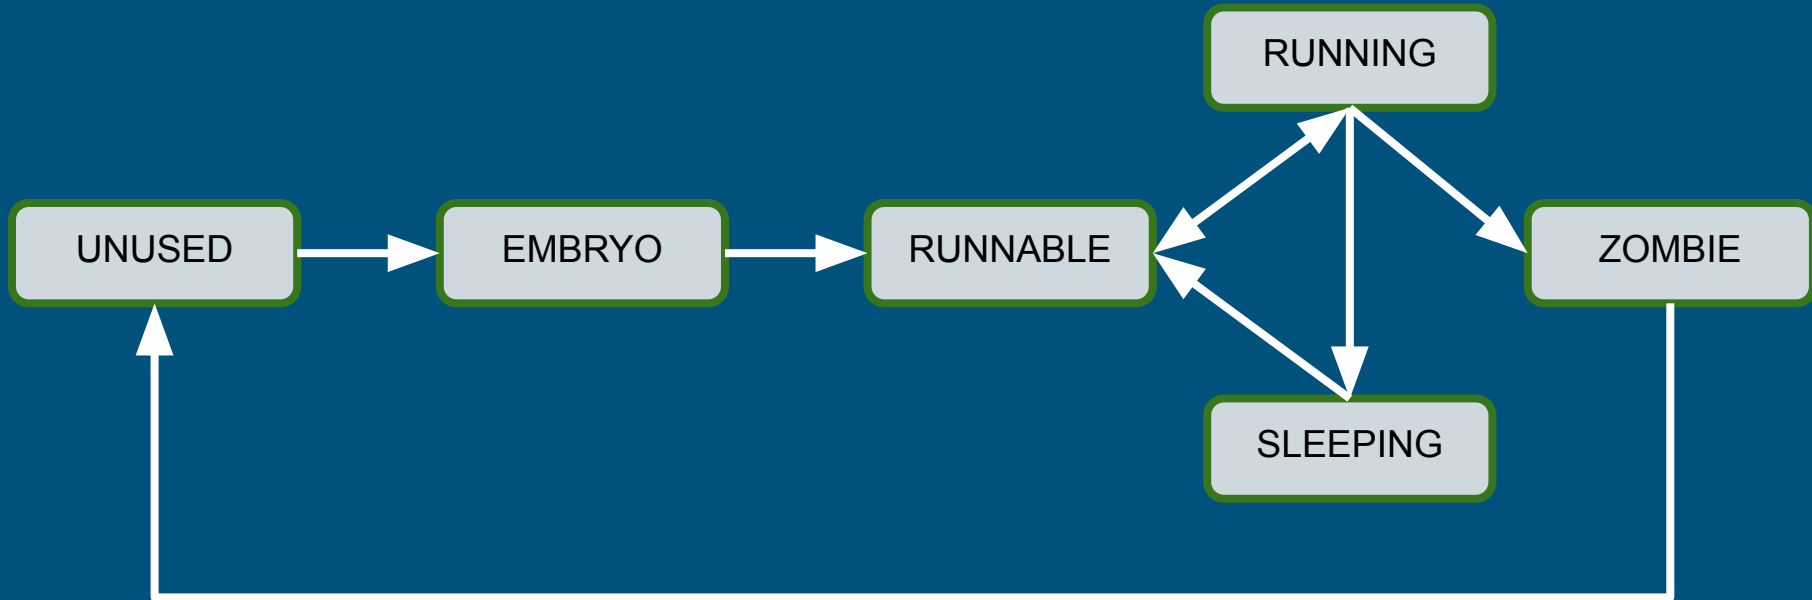 RUNNING
UNUSED
EMBRYO
RUNNABLE
ZOMBIE
SLEEPING